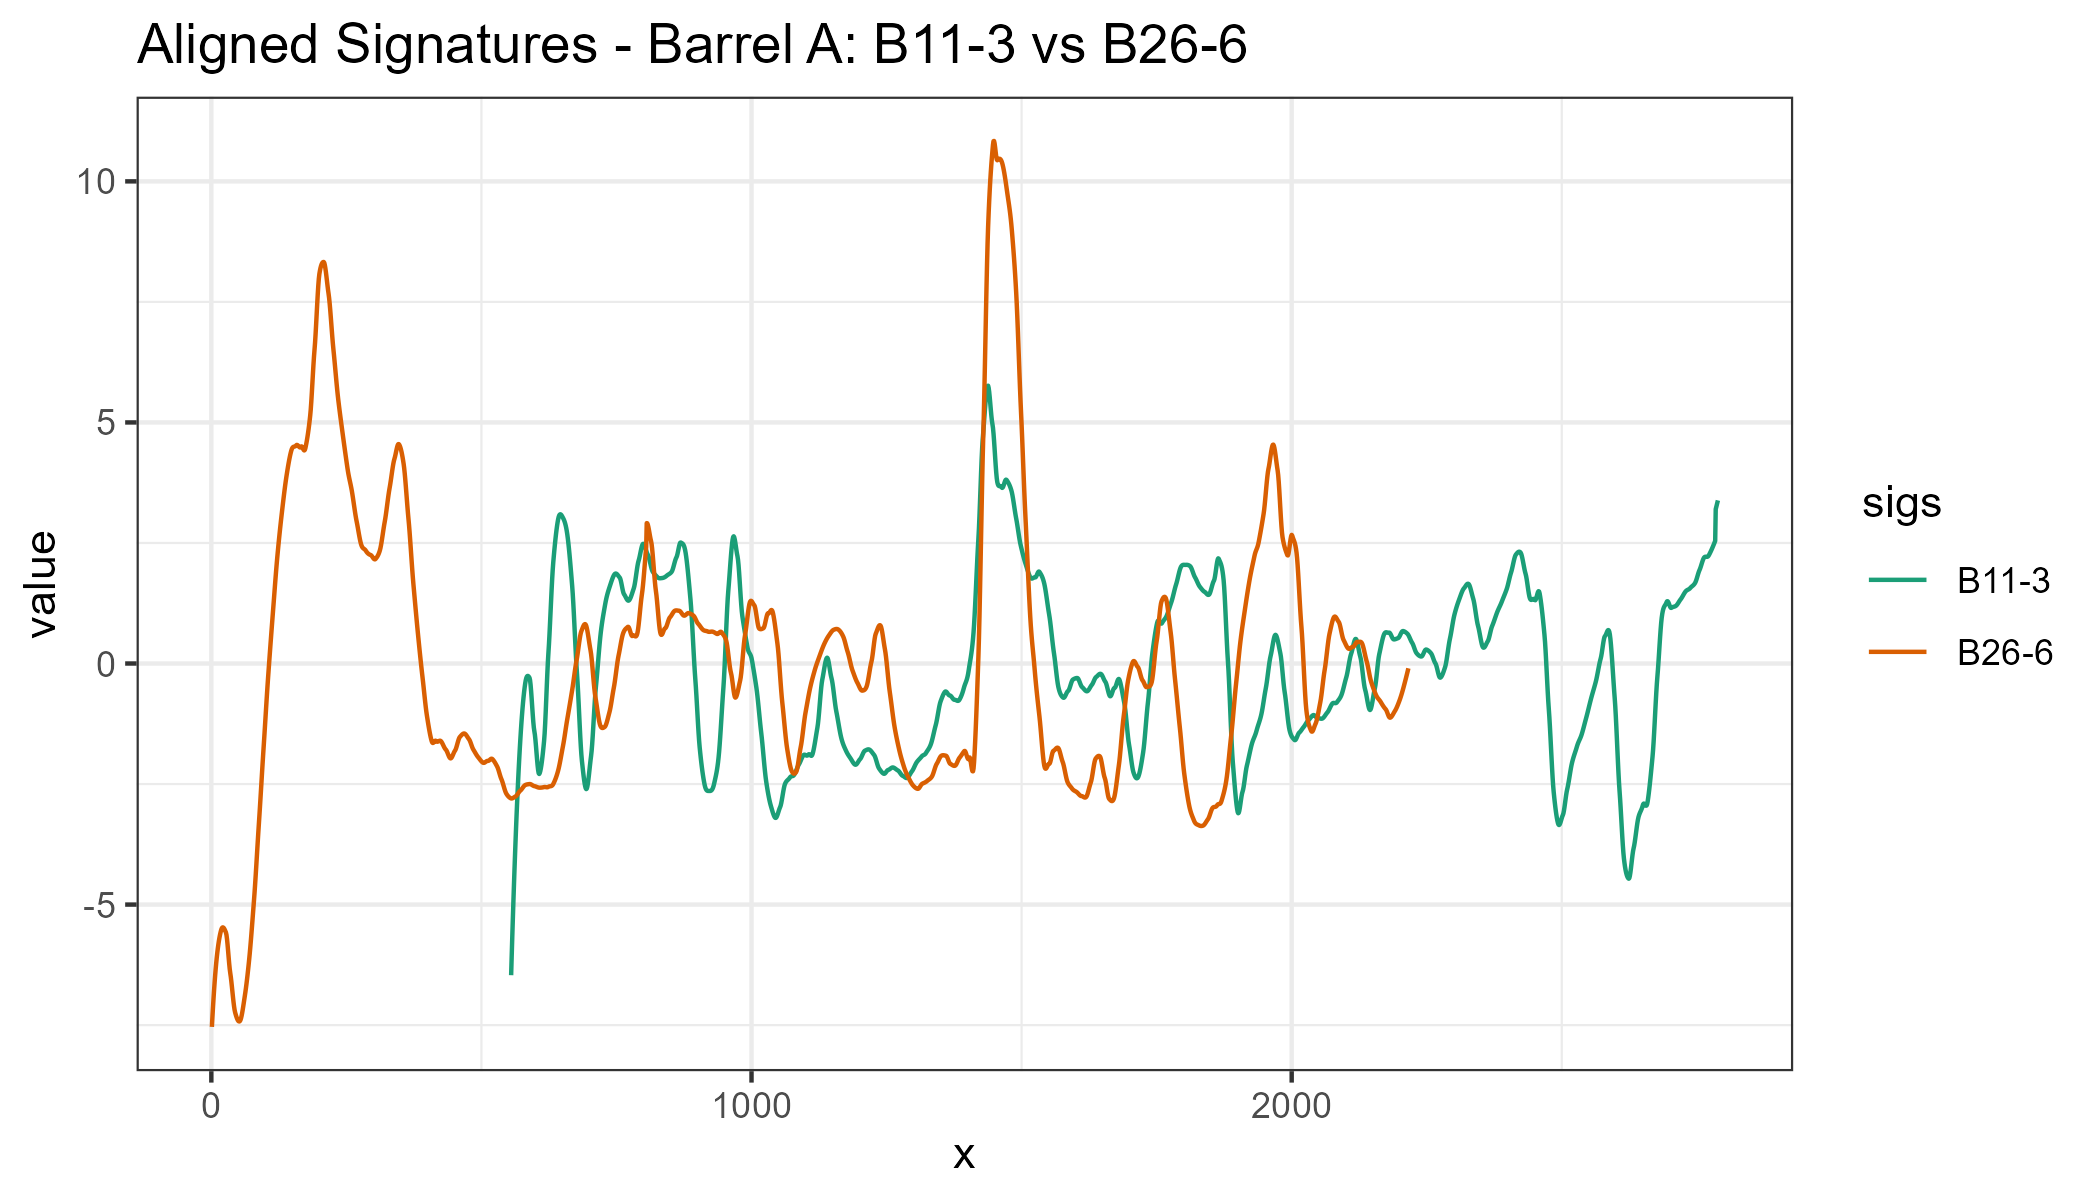 Aligned Signatures - Barrel A: B11-3 vs B26-6
10
5
0
-5
value
0
1000
2000
x
sigs
B11-3
B26-6